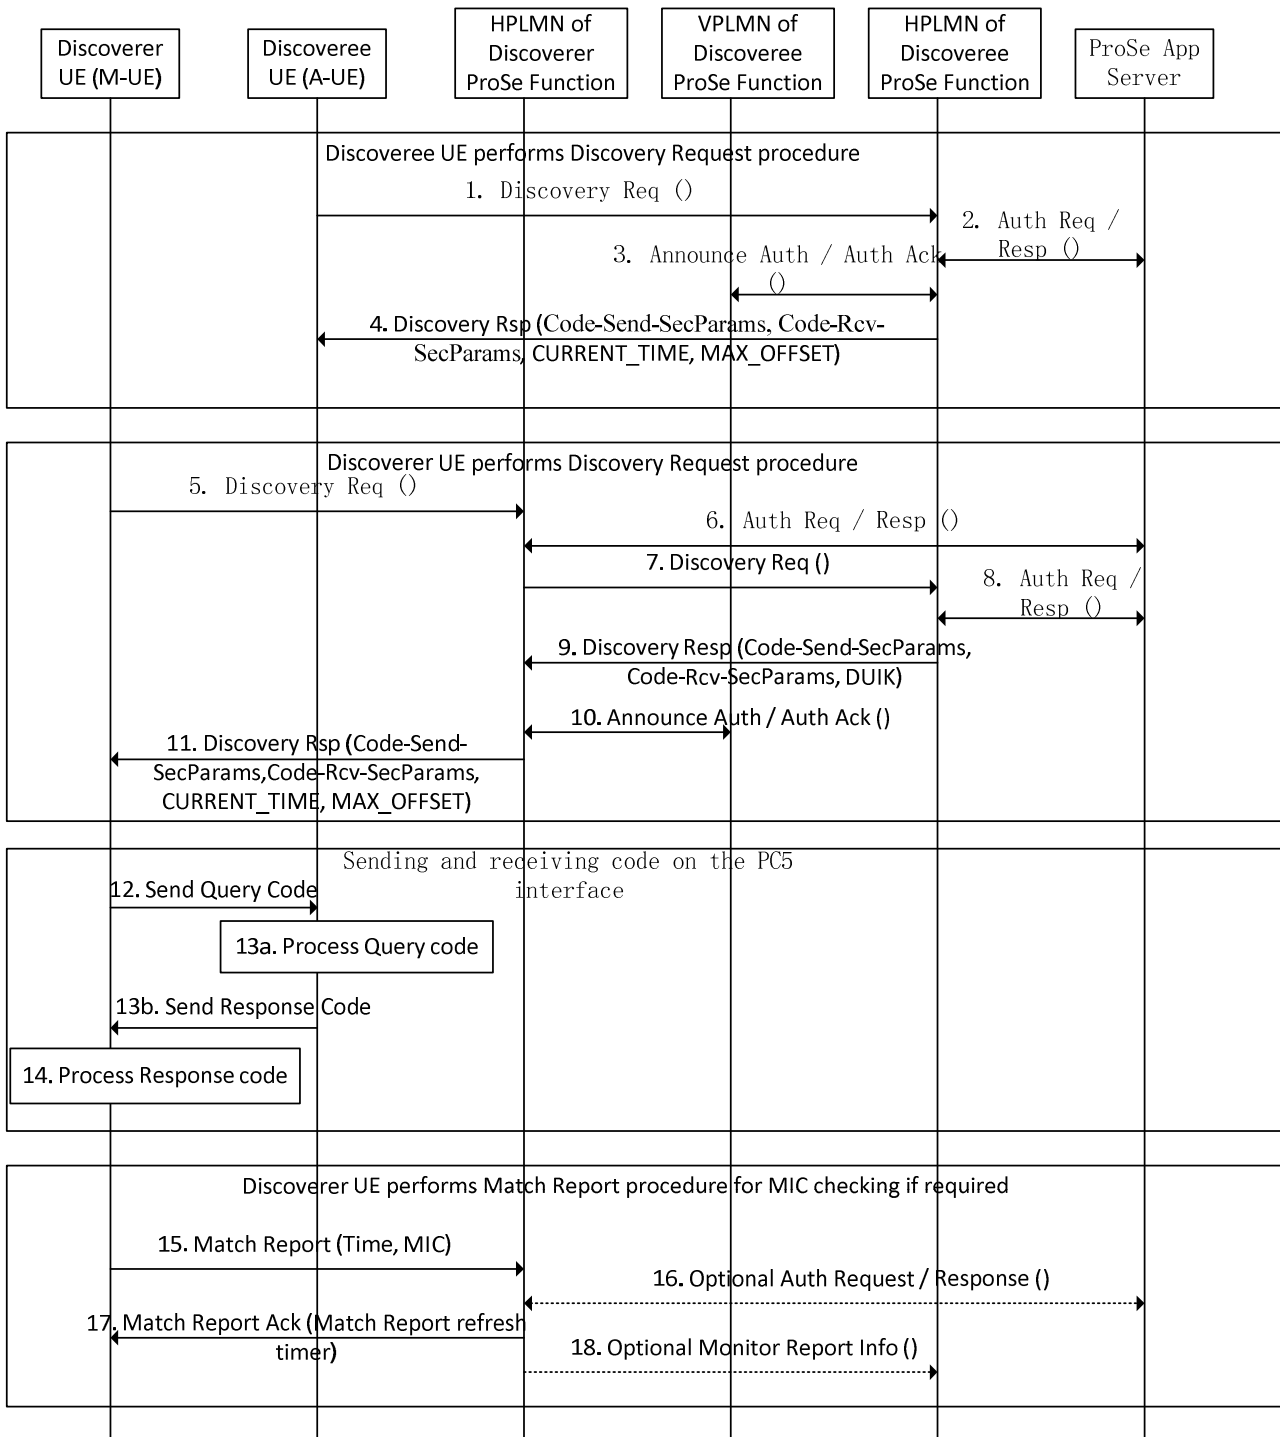 Discoverer
UE (M-UE)
Discoveree
UE (A-UE)
HPLMN of
Discoverer
ProSe Function
VPLMN of
Discoveree
ProSe Function
HPLMN of
Discoveree
ProSe Function
ProSe App
Server
Discoveree UE performs Discovery Request procedure
1. Discovery Req ()
2. Auth Req /
Resp ()
3. Announce Auth / Auth Ack
()
4. Discovery Rsp (Code-Send-SecParams, Code-Rcv-
SecParams, CURRENT_TIME, MAX_OFFSET)
Discoverer UE performs Discovery Request procedure
5. Discovery Req ()
6. Auth Req / Resp ()
7. Discovery Req ()
8. Auth Req /
Resp ()
9. Discovery Resp (Code-Send-SecParams,
Code-Rcv-SecParams, DUIK)
10. Announce Auth / Auth Ack ()
11. Discovery Rsp (Code-Send-
SecParams,Code-Rcv-SecParams,
CURRENT_TIME, MAX_OFFSET)
Sending and receiving code on the PC5
interface
12. Send Query Code
13a. Process Query code
13b. Send Response Code
14. Process Response code
Discoverer UE performs Match Report procedure for MIC checking if required
15. Match Report (Time, MIC)
16. Optional Auth Request / Response ()
17. Match Report Ack (Match Report refresh
timer)
18. Optional Monitor Report Info ()